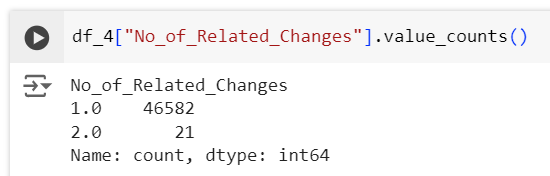 df_4["No_of_Related_Changes"].value_counts()
No_of_Related_Changes
1.0    46582
2.0       21
Name: count, dtype: int64